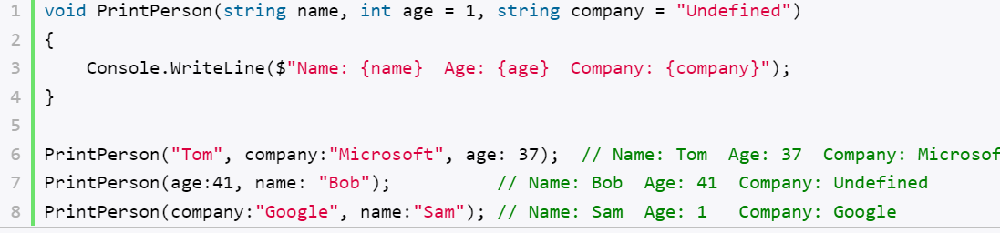 1 void PrintPerson(string name, int age = 1, string company = "Undefined")
2 {
3     Console.WriteLine($"Name: {name}  Age: {age}  Company: {company}");
4 }
5
6 PrintPerson("Tom", company:"Microsoft", age: 37);  // Name: Tom  Age: 37  Company: Microsof
7 PrintPerson(age:41, name: "Bob");       // Name: Bob  Age: 41  Company: Undefined
8 PrintPerson(company:"Google", name:"Sam"); // Name: Sam  Age: 1   Company: Google